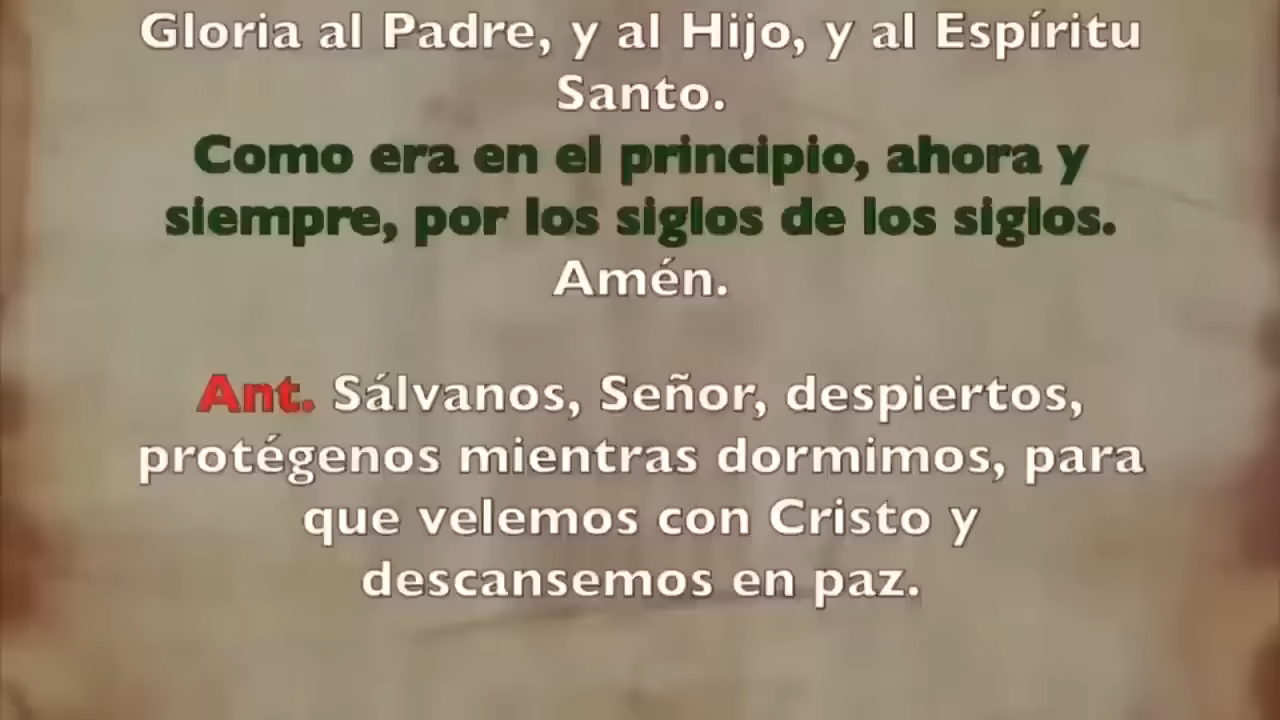 Gloria al Padre, y al Hijo, y al Espíritu
Santo.
Como era en el principio, ahora y
siempre, por los siglos de los siglos.
Amén.
Ant. Sálvanos, Señor, despiertos,
protégenos mientras dormimos, para
que velemos con Cristo y
descansemos en paz.